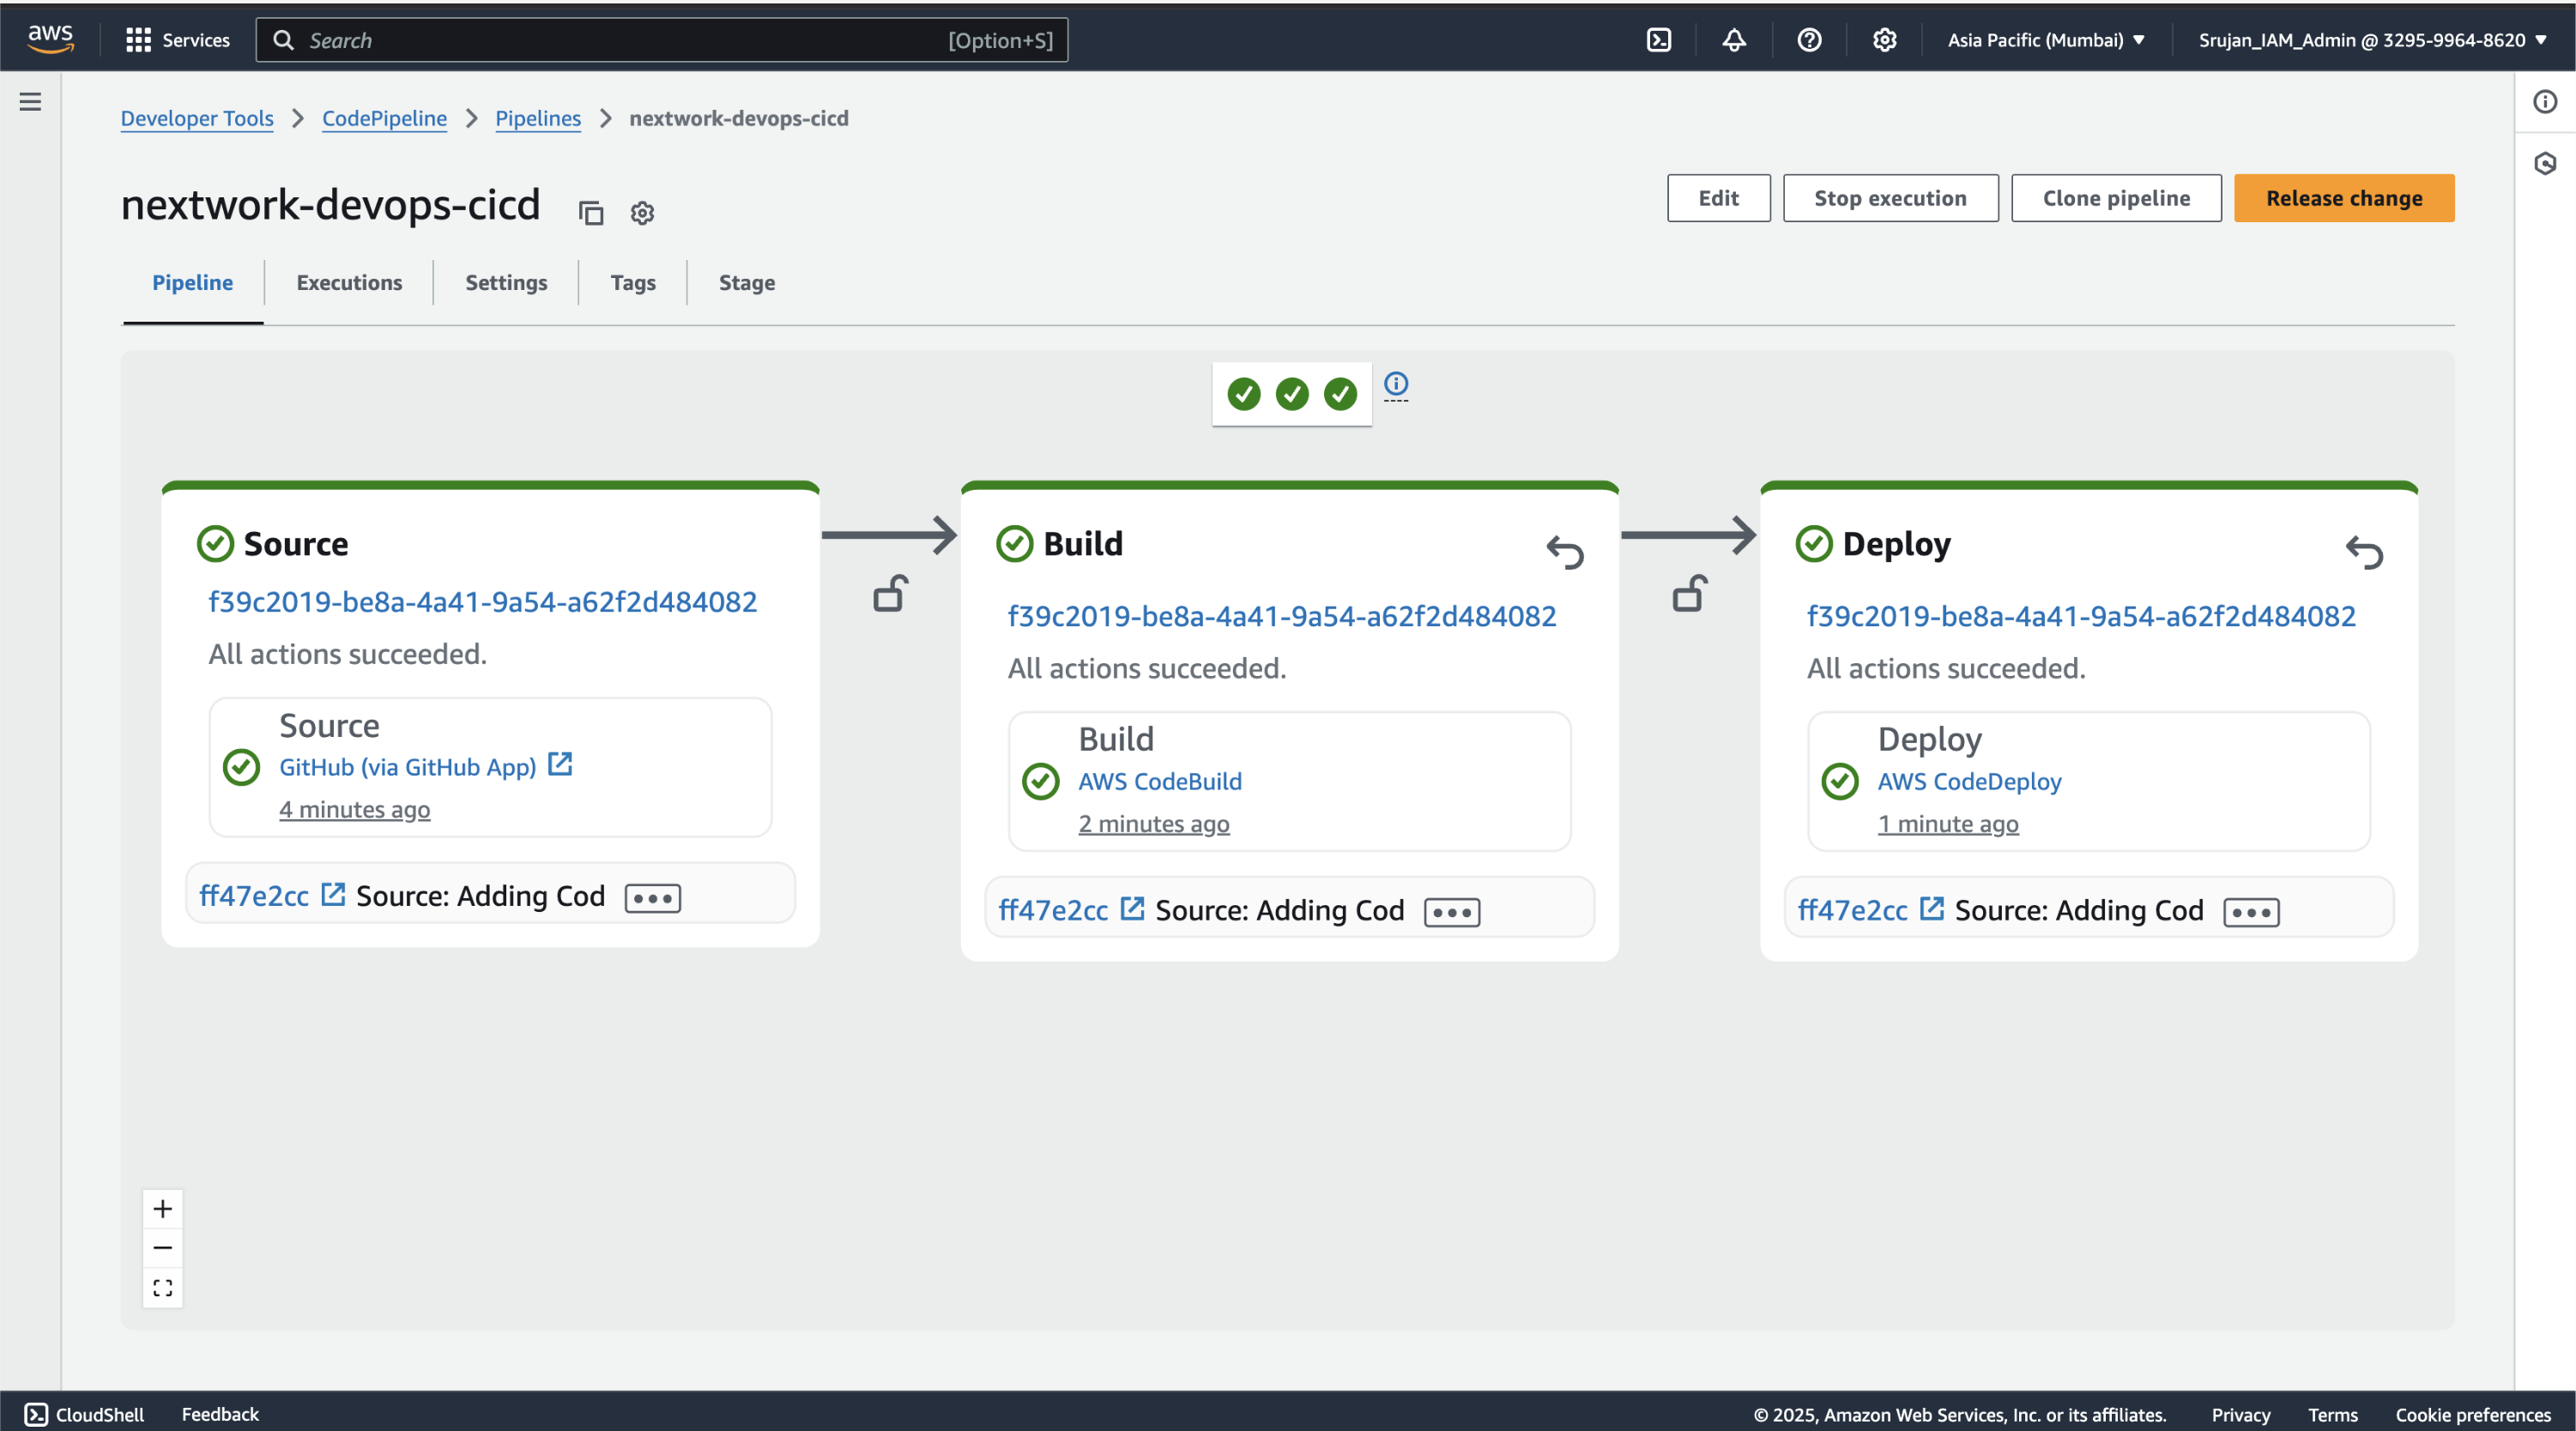 aws
Services
Search
[Option+S]
Asia Pacific (Mumbai)
Srujan_IAM_Admin @ 3295-9964-8620
Developer Tools
CodePipeline
Pipelines
nextwork-devops-cicd
nextwork-devops-cicd
Edit
Stop execution
Clone pipeline
Release change
Pipeline
Executions
Settings
Tags
Stage
Source
f39c2019-be8a-4a41-9a54-a62f2d484082
All actions succeeded.
Source
GitHub (via GitHub App)
4 minutes ago
ff47e2cc Source: Adding Cod
Build
f39c2019-be8a-4a41-9a54-a62f2d484082
All actions succeeded.
Build
AWS CodeBuild
2 minutes ago
ff47e2cc Source: Adding Cod
Deploy
f39c2019-be8a-4a41-9a54-a62f2d484082
All actions succeeded.
Deploy
AWS CodeDeploy
1 minute ago
ff47e2cc Source: Adding Cod
CloudShell
Feedback
© 2025, Amazon Web Services, Inc. or its affiliates.
Privacy
Terms
Cookie preferences